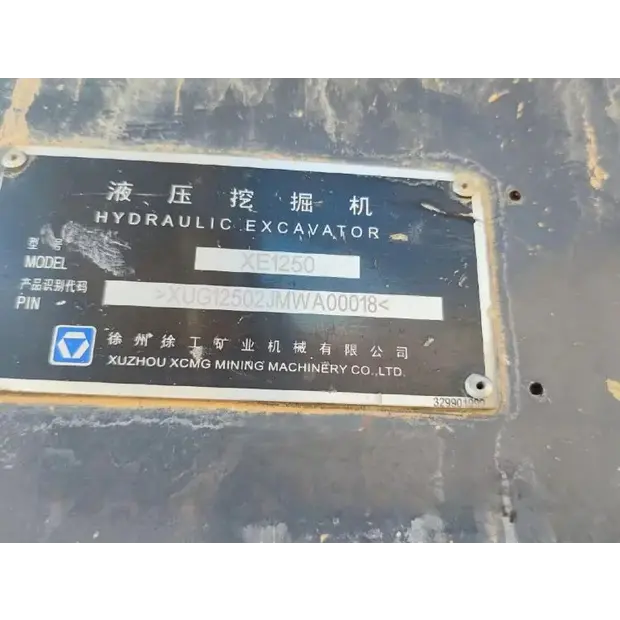 液压挖掘机
HYDRAULIC EXCAVATOR
型号
MODEL XE1250
产品识别代码
PIN >XUG12502JMWA00018<
徐州徐工矿业机械有限公司
XUZHOU XCMG MINING MACHINERY CO.,LTD.